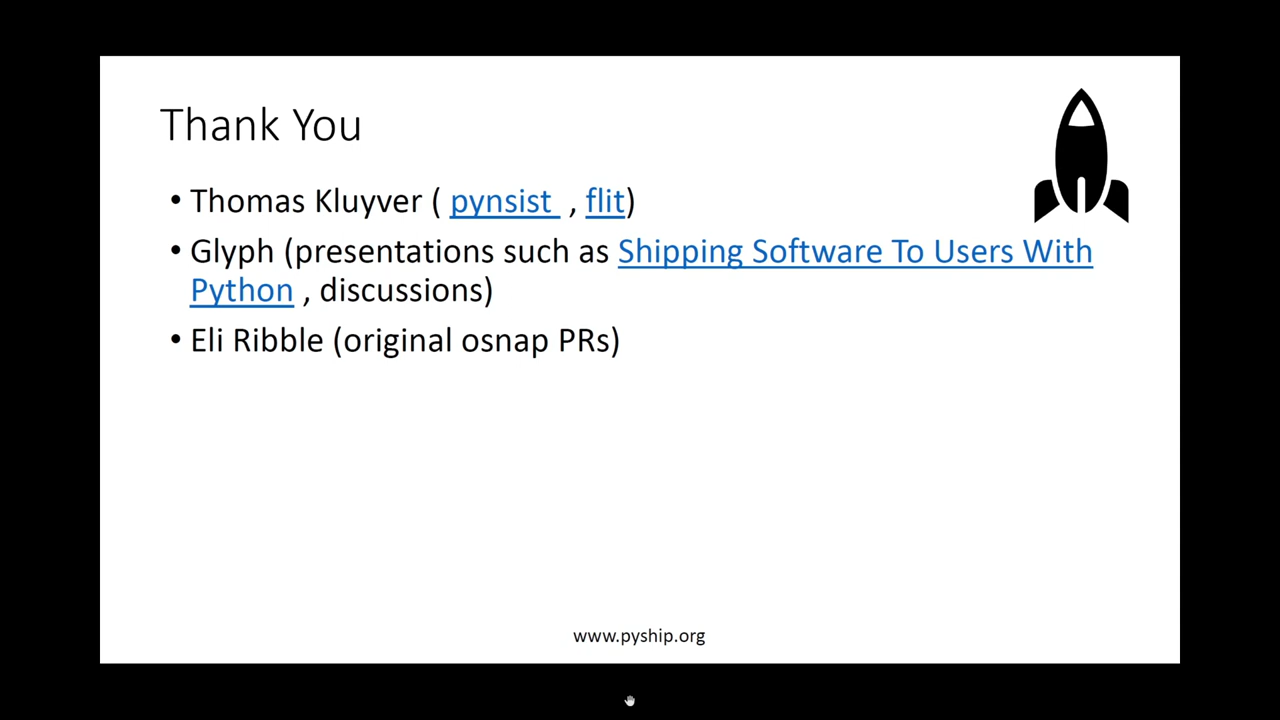 Thank You
• Thomas Kluyver ( pynsist , flit)
• Glyph (presentations such as Shipping Software To Users With
Python , discussions)
• Eli Ribble (original osnap PRs)
www.pyship.org